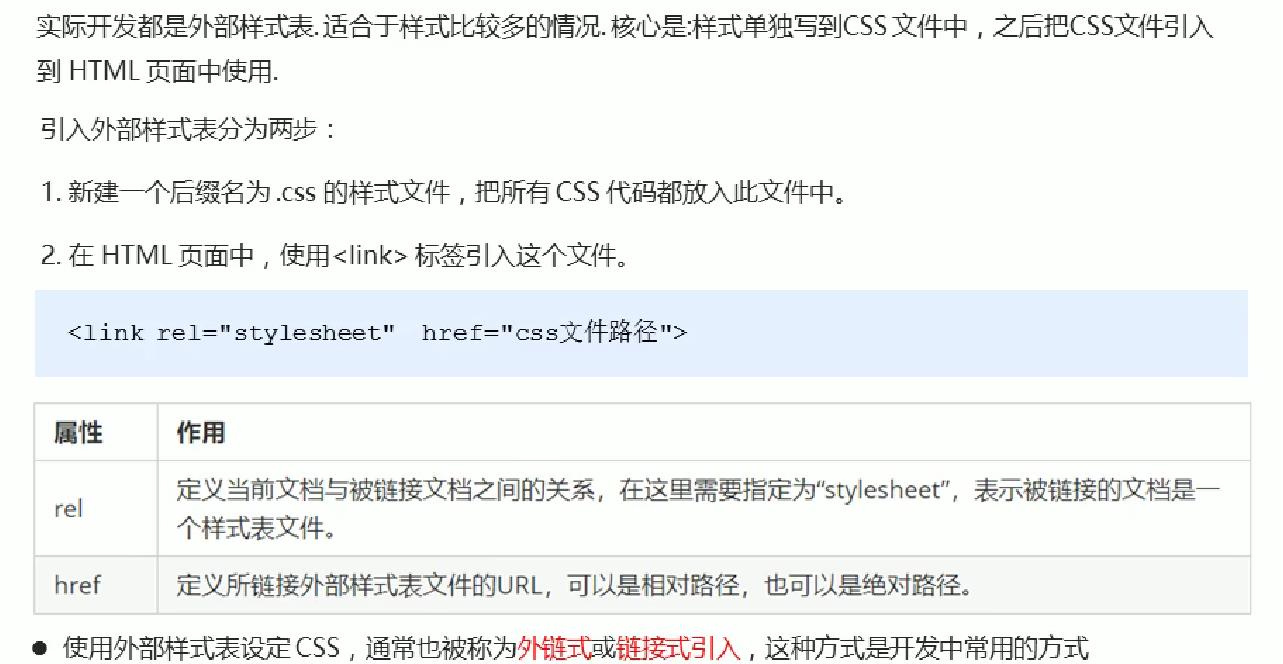 实际开发都是外部样式表.适合于样式比较多的情况.核心是:样式单独写到CSS 文件中，之后把CSS文件引入
到 HTML 页面中使用.
引入外部样式表分为两步：
1. 新建一个后缀名为 .css 的样式文件，把所有 CSS 代码都放入此文件中。
2. 在 HTML 页面中，使用<link> 标签引入这个文件。
<link rel="stylesheet"  href="css文件路径">
属性 作用
rel 定义当前文档与被链接文档之间的关系，在这里需要指定为“stylesheet”，表示被链接的文档是一
个样式表文件。
href 定义所链接外部样式表文件的URL，可以是相对路径，也可以是绝对路径。
● 使用外部样式表设定 CSS，通常也被称为外链式或链接式引入，这种方式是开发中常用的方式